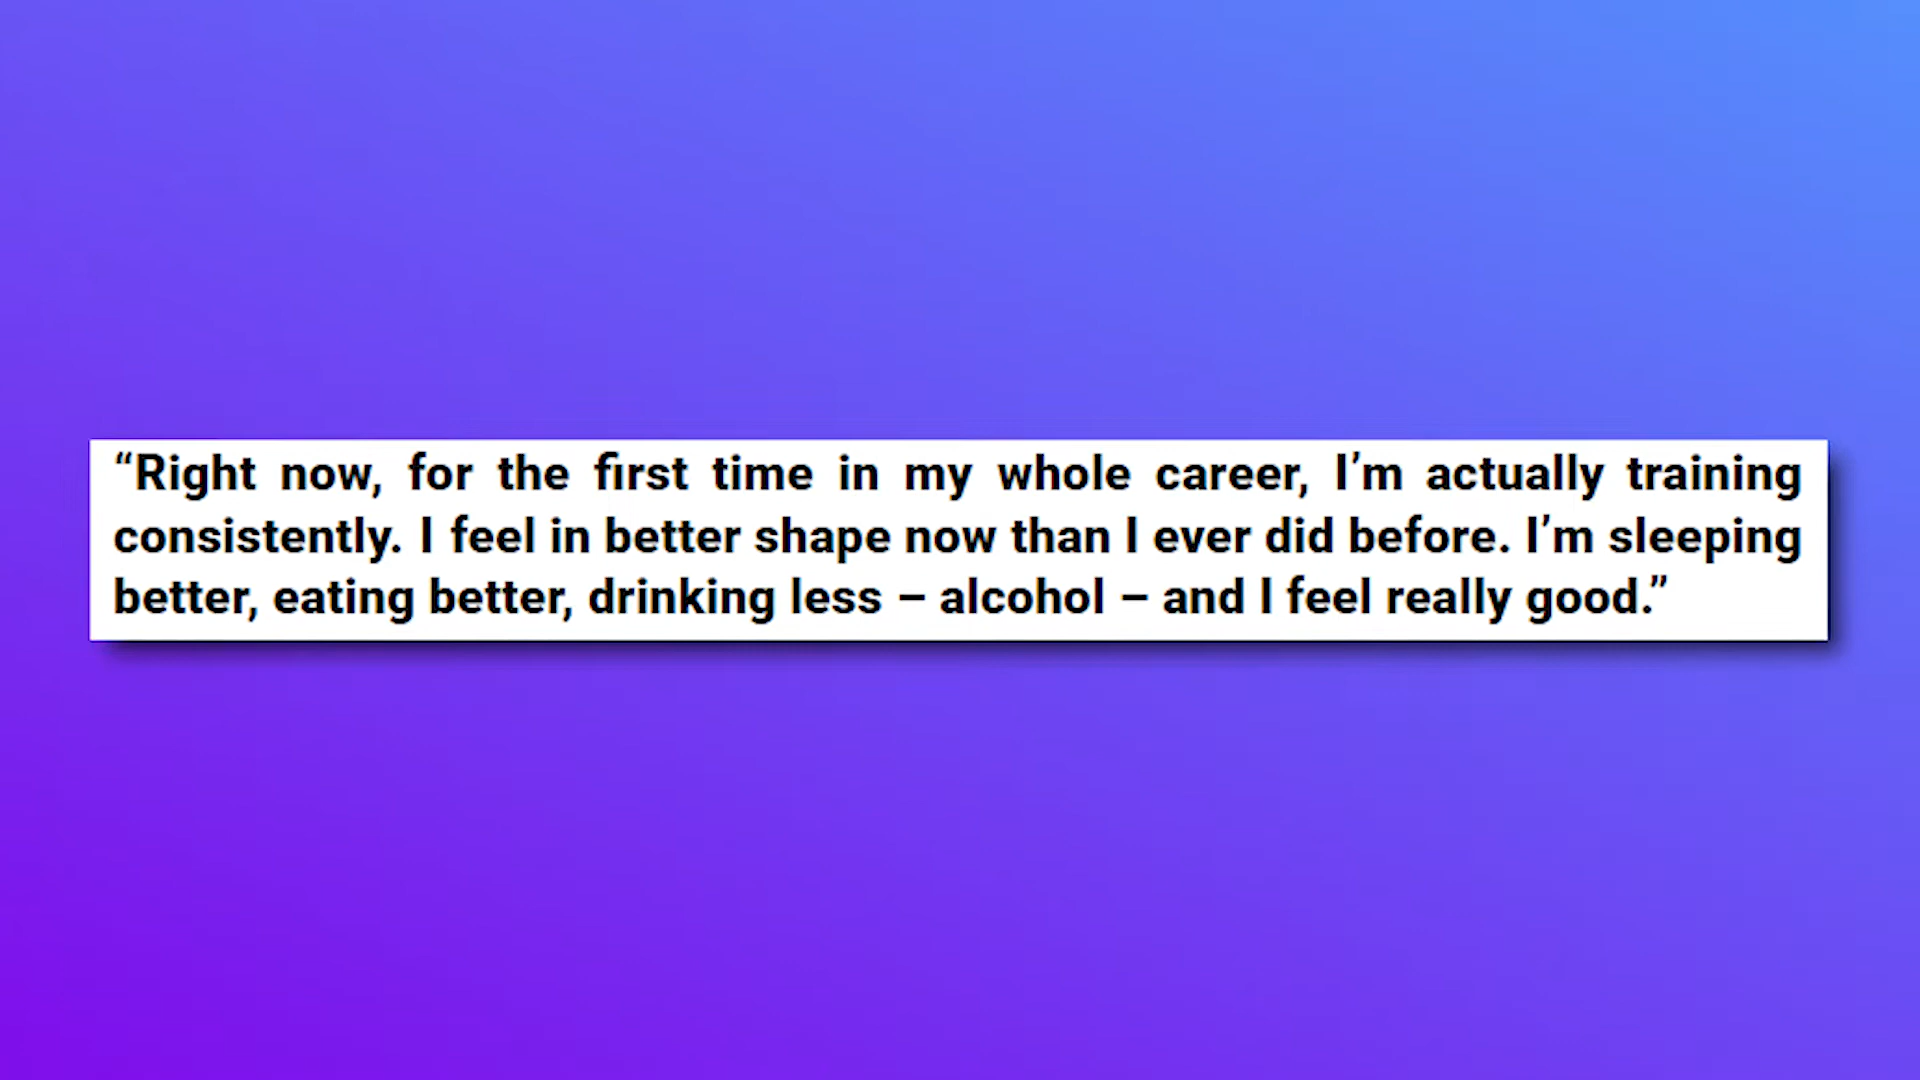 “Right now, for the first time in my whole career, I’m actually training
consistently. I feel in better shape now than I ever did before. I’m sleeping
better, eating better, drinking less – alcohol – and I feel really good.”